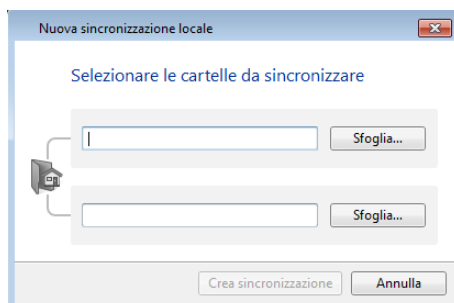 Nuova sincronizzazione locale
Selezionare le cartelle da sincronizzare
Sfoglia...
Sfoglia...
Crea sincronizzazione
Annulla